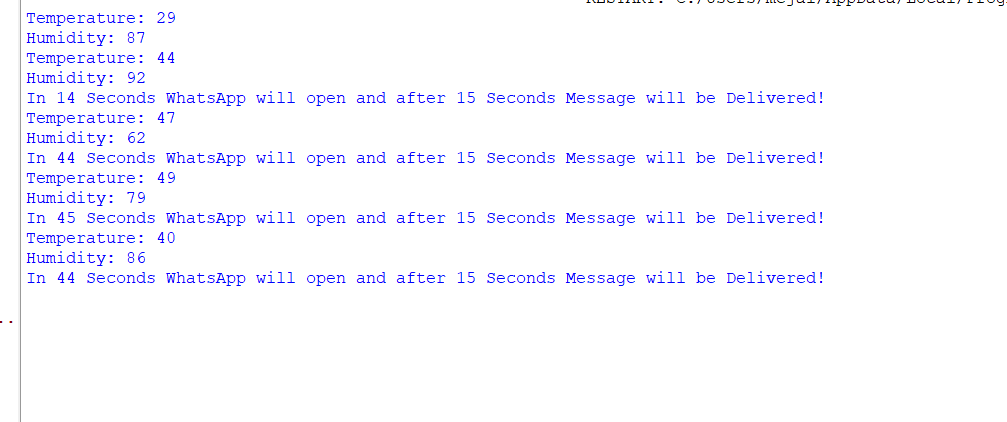 Temperature: 29
Humidity: 87
Temperature: 44
Humidity: 92
In 14 Seconds WhatsApp will open and after 15 Seconds Message will be Delivered!
Temperature: 47
Humidity: 62
In 44 Seconds WhatsApp will open and after 15 Seconds Message will be Delivered!
Temperature: 49
Humidity: 79
In 45 Seconds WhatsApp will open and after 15 Seconds Message will be Delivered!
Temperature: 40
Humidity: 86
In 44 Seconds WhatsApp will open and after 15 Seconds Message will be Delivered!